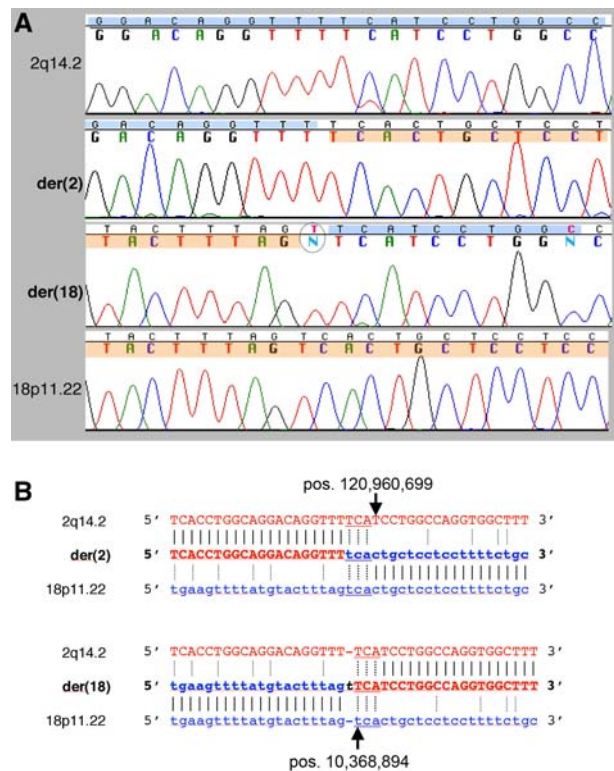 A
G G A C A G G T T T T C A T C C T G G C C
G G A C A G G T T T T C A T C C T G G C C
2q14.2
G A C A G G T T T T C A C T G C T C C T
G A C A G G T T T T C A C T G C T C C T
der(2)
T A C T T T A G T T C A T C C T G G C C
T A C T T T A G N T C A T C C T G G N C
der(18)
T A C T T T A G T C A C T G C T C C T C C
T A C T T T A G T C A C T G C T C C T C C
18p11.22
B
pos. 120,960,699
2q14.2 5’ TCACCTGGCAGGACAGGTTTTCATCCTGGCCAGGTGGCTTT 3’
der(2) 5’ TCACCTGGCAGGACAGGTTTtcactgctcctccttttctgc 3’
18p11.22 5’ tgaagttttatgtactttagtcactgctcctccttttctgc 3’
2q14.2 5’ TCACCTGGCAGGACAGGTTT-TCATCCTGGCCAGGTGGCTTT 3’
der(18) 5’ tgaagttttatgtactttagtTCATCCTGGCCAGGTGGCTTT 3’
18p11.22 5’ tgaagttttatgtactttag-tcactgctcctccttttctgc 3’
pos. 10,368,894